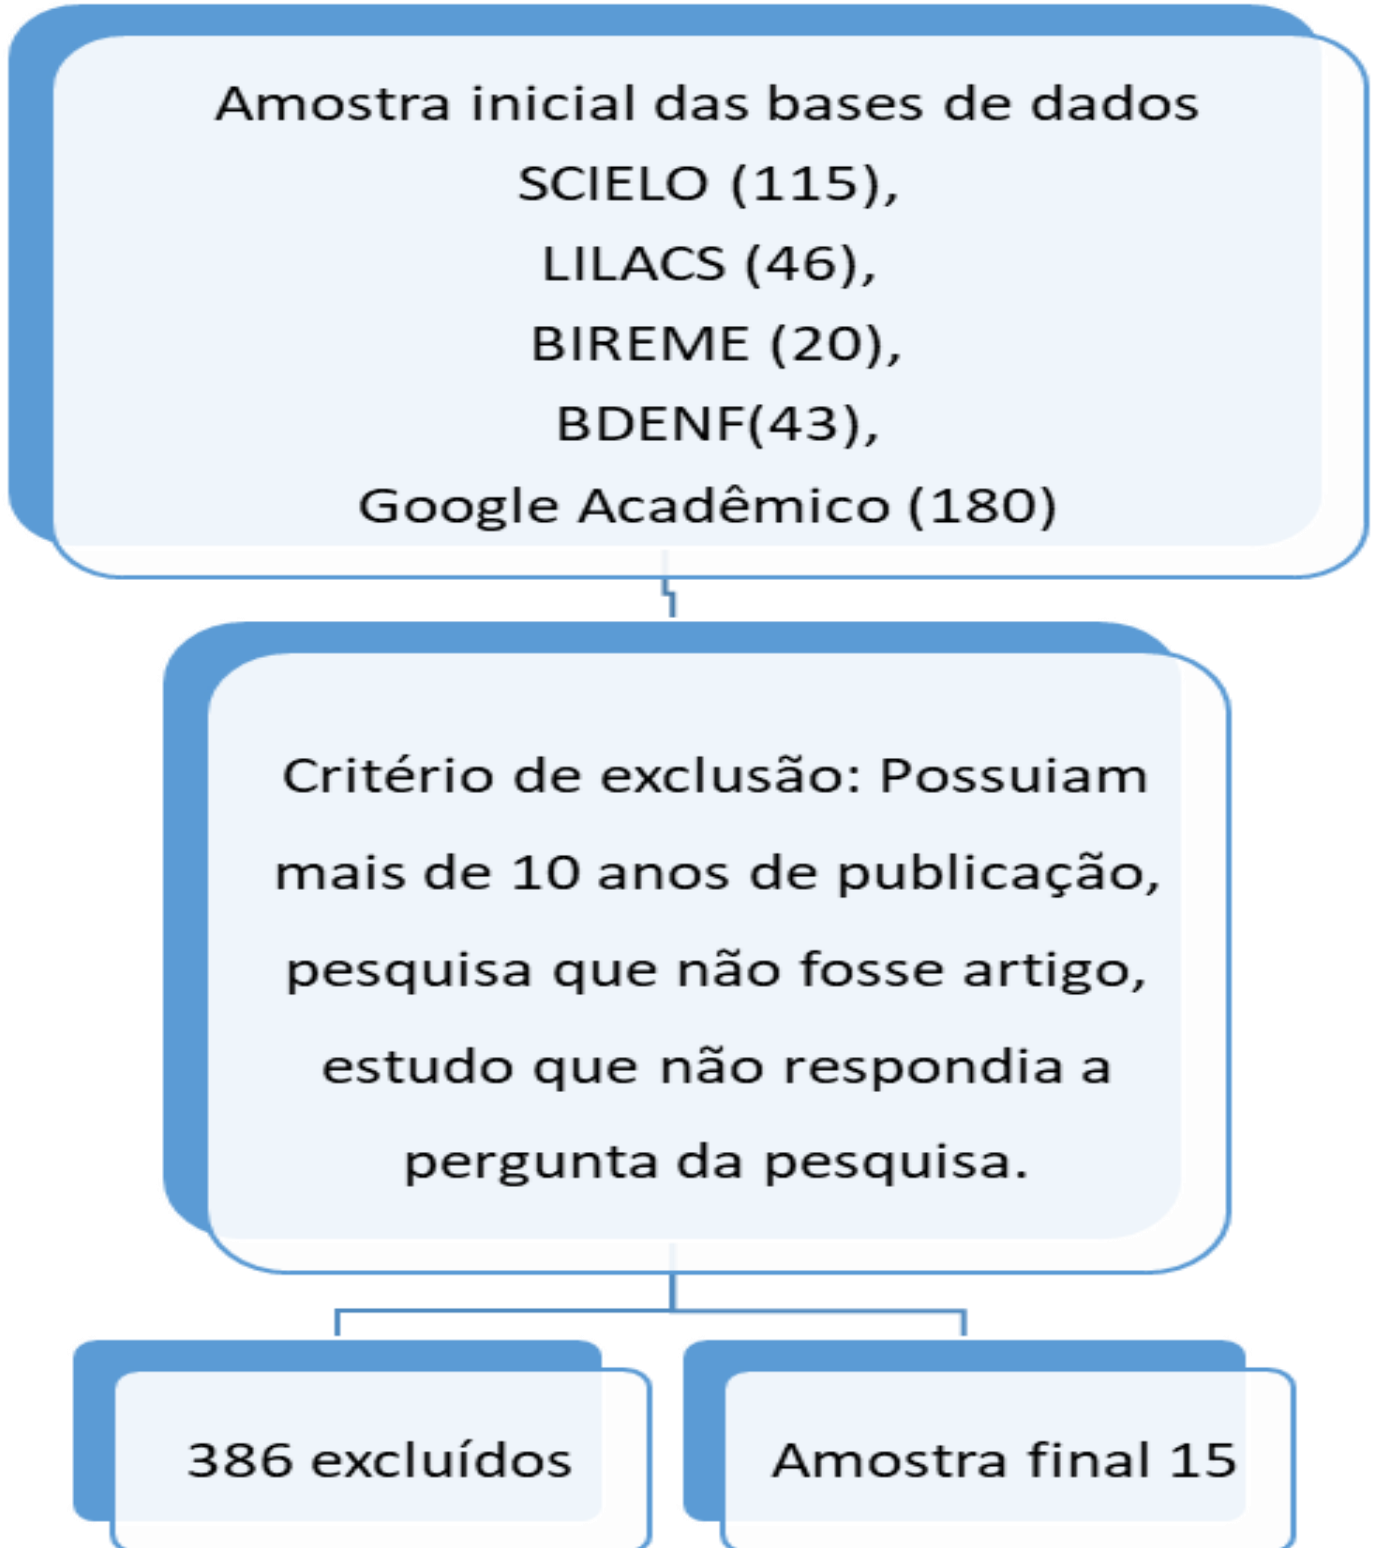 Amostra inicial das bases de dados
SCIELO (115),
LILACS (46),
BIREME (20),
BDENF(43),
Google Acadêmico (180)
Critério de exclusão: Possuiam
mais de 10 anos de publicação,
pesquisa que não fosse artigo,
estudo que não respondia a
pergunta da pesquisa.
386 excluídos
Amostra final 15